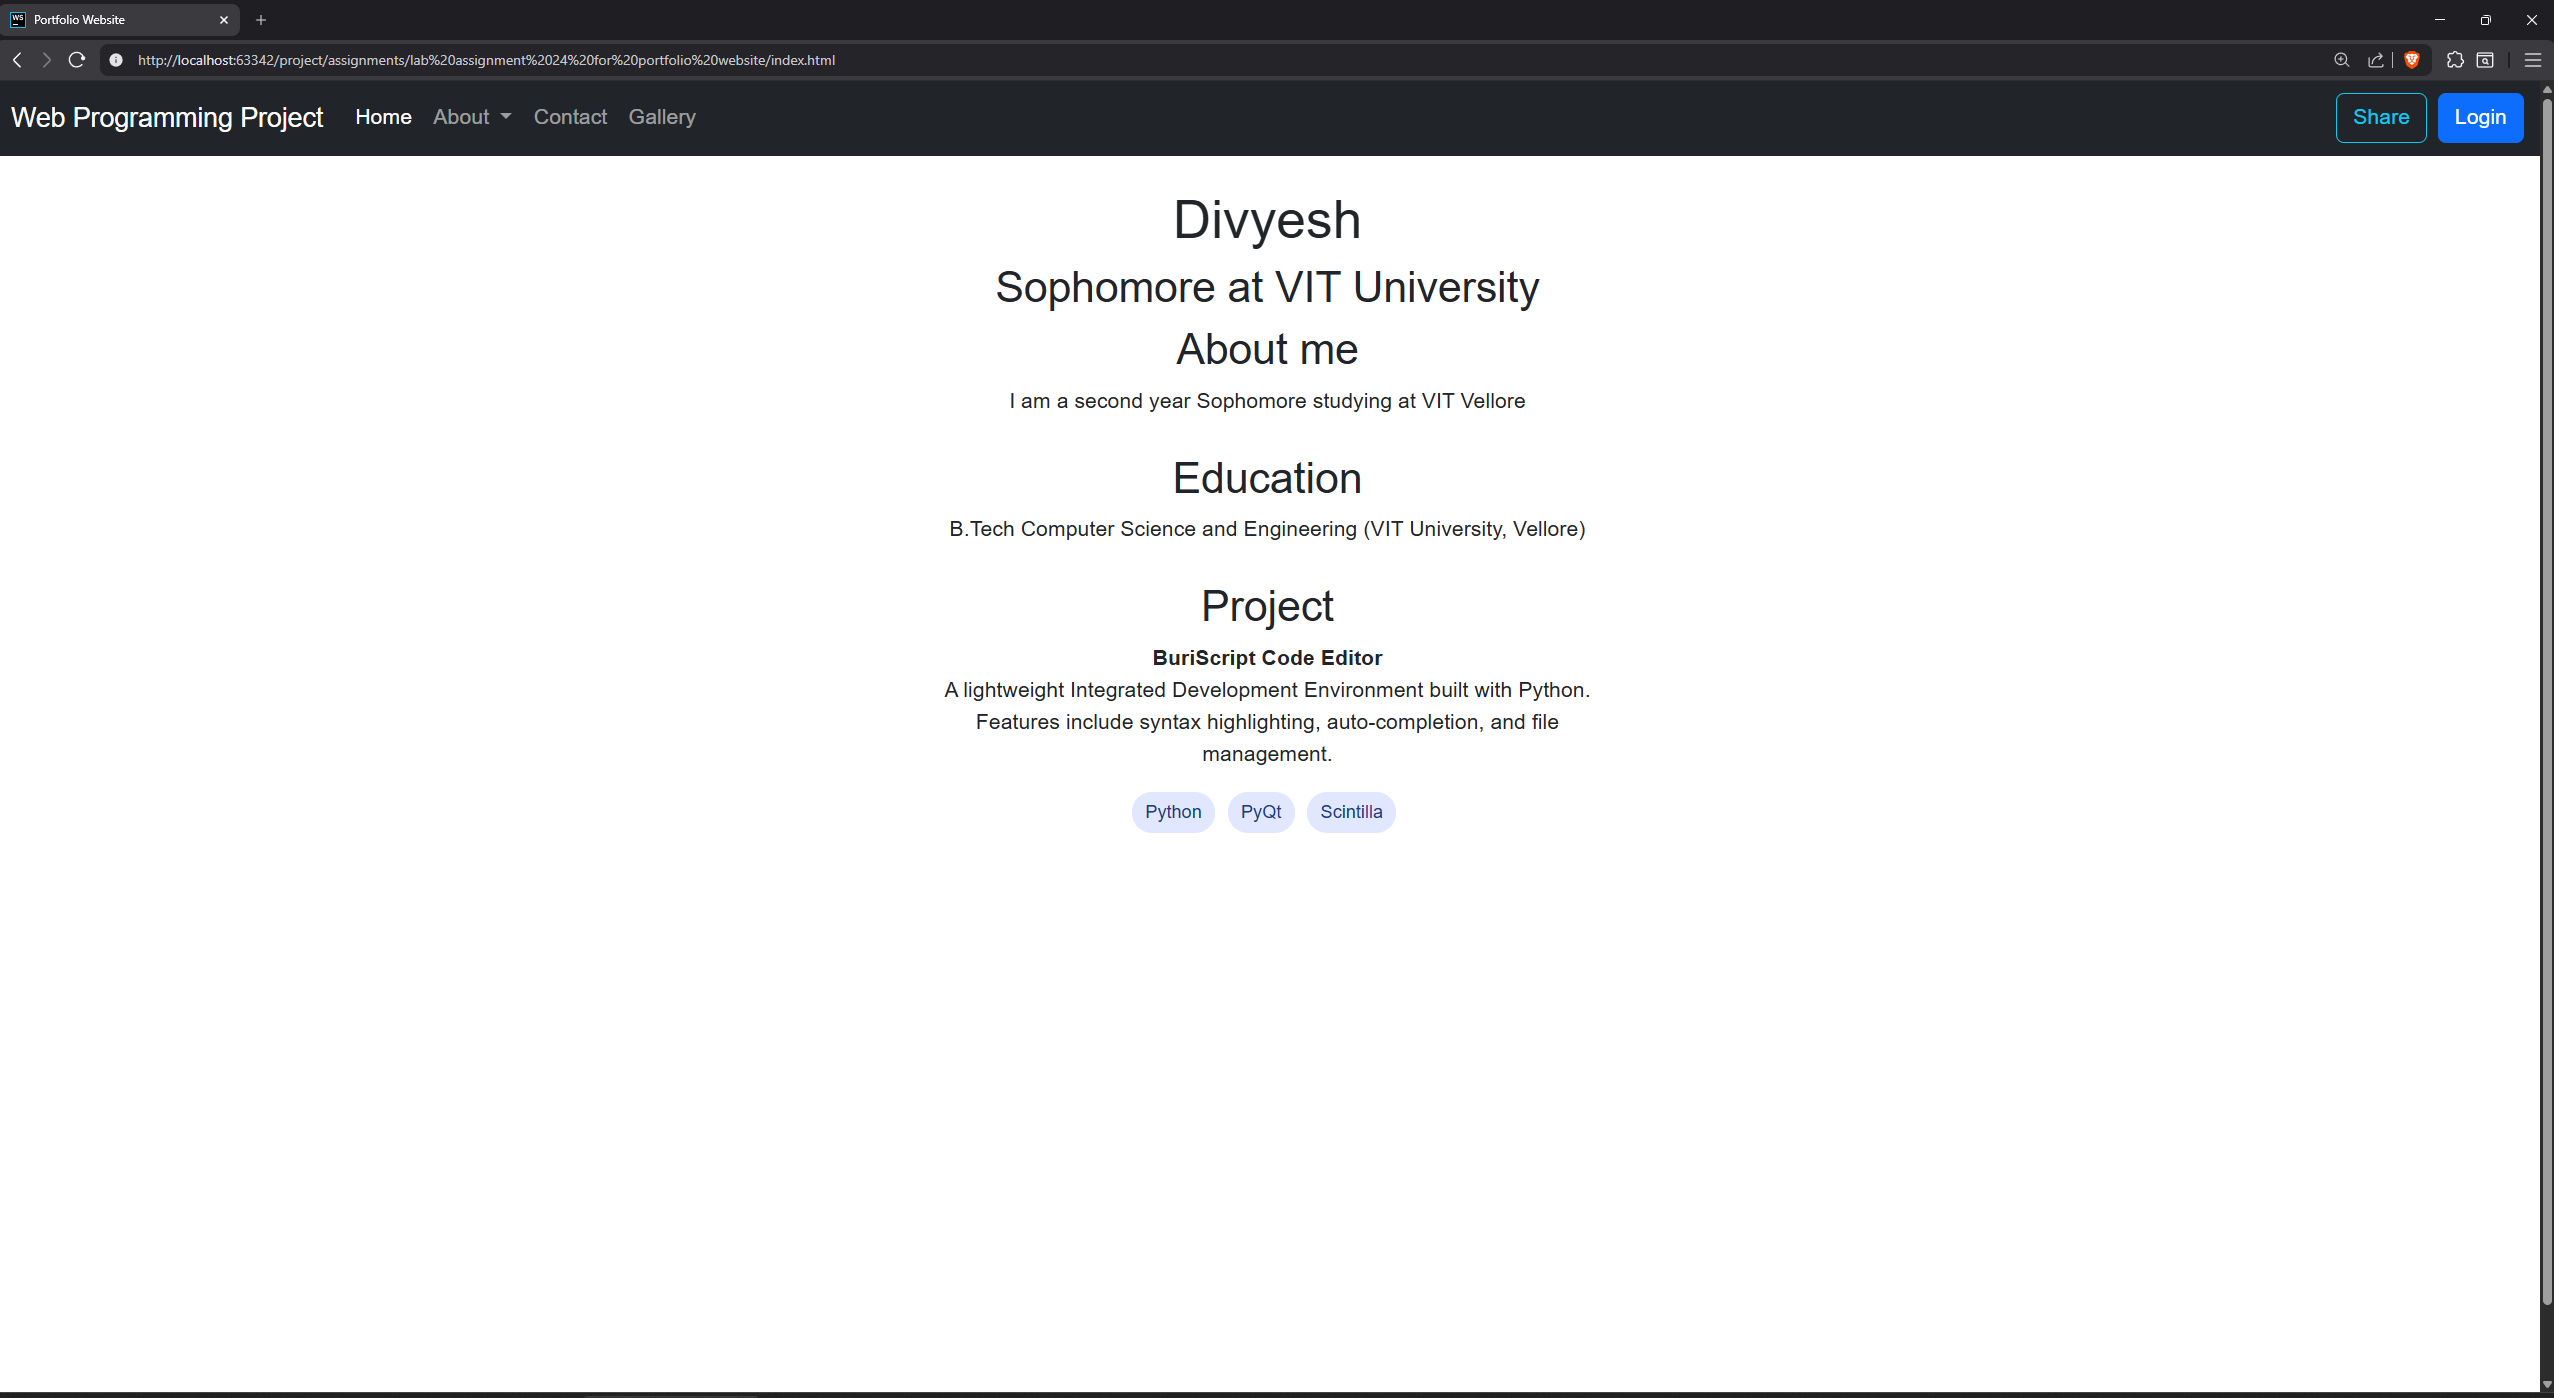 WS Portfolio Website
http://localhost:63342/project/assignments/lab%20assignment%2024%20for%20portfolio%20website/index.html
Web Programming Project Home About Contact Gallery Share Login
Divyesh
Sophomore at VIT University
About me
I am a second year Sophomore studying at VIT Vellore
Education
B.Tech Computer Science and Engineering (VIT University, Vellore)
Project
BuriScript Code Editor
A lightweight Integrated Development Environment built with Python.
Features include syntax highlighting, auto-completion, and file
management.
Python PyQt Scintilla